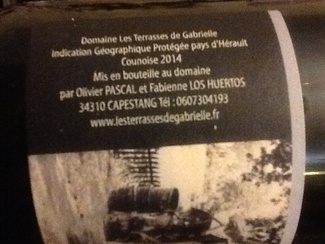 Domaine Les Terrasses de Gabrielle
Indication Géographique Protégée pays d'Hérault
Counoise 2014
Mis en bouteille au domaine
par Olivier PASCAL et Fabienne LOS HUERTOS
34310 CAPESTANG Tél : 0607304193
www.lesterrassesdegabrielle.fr